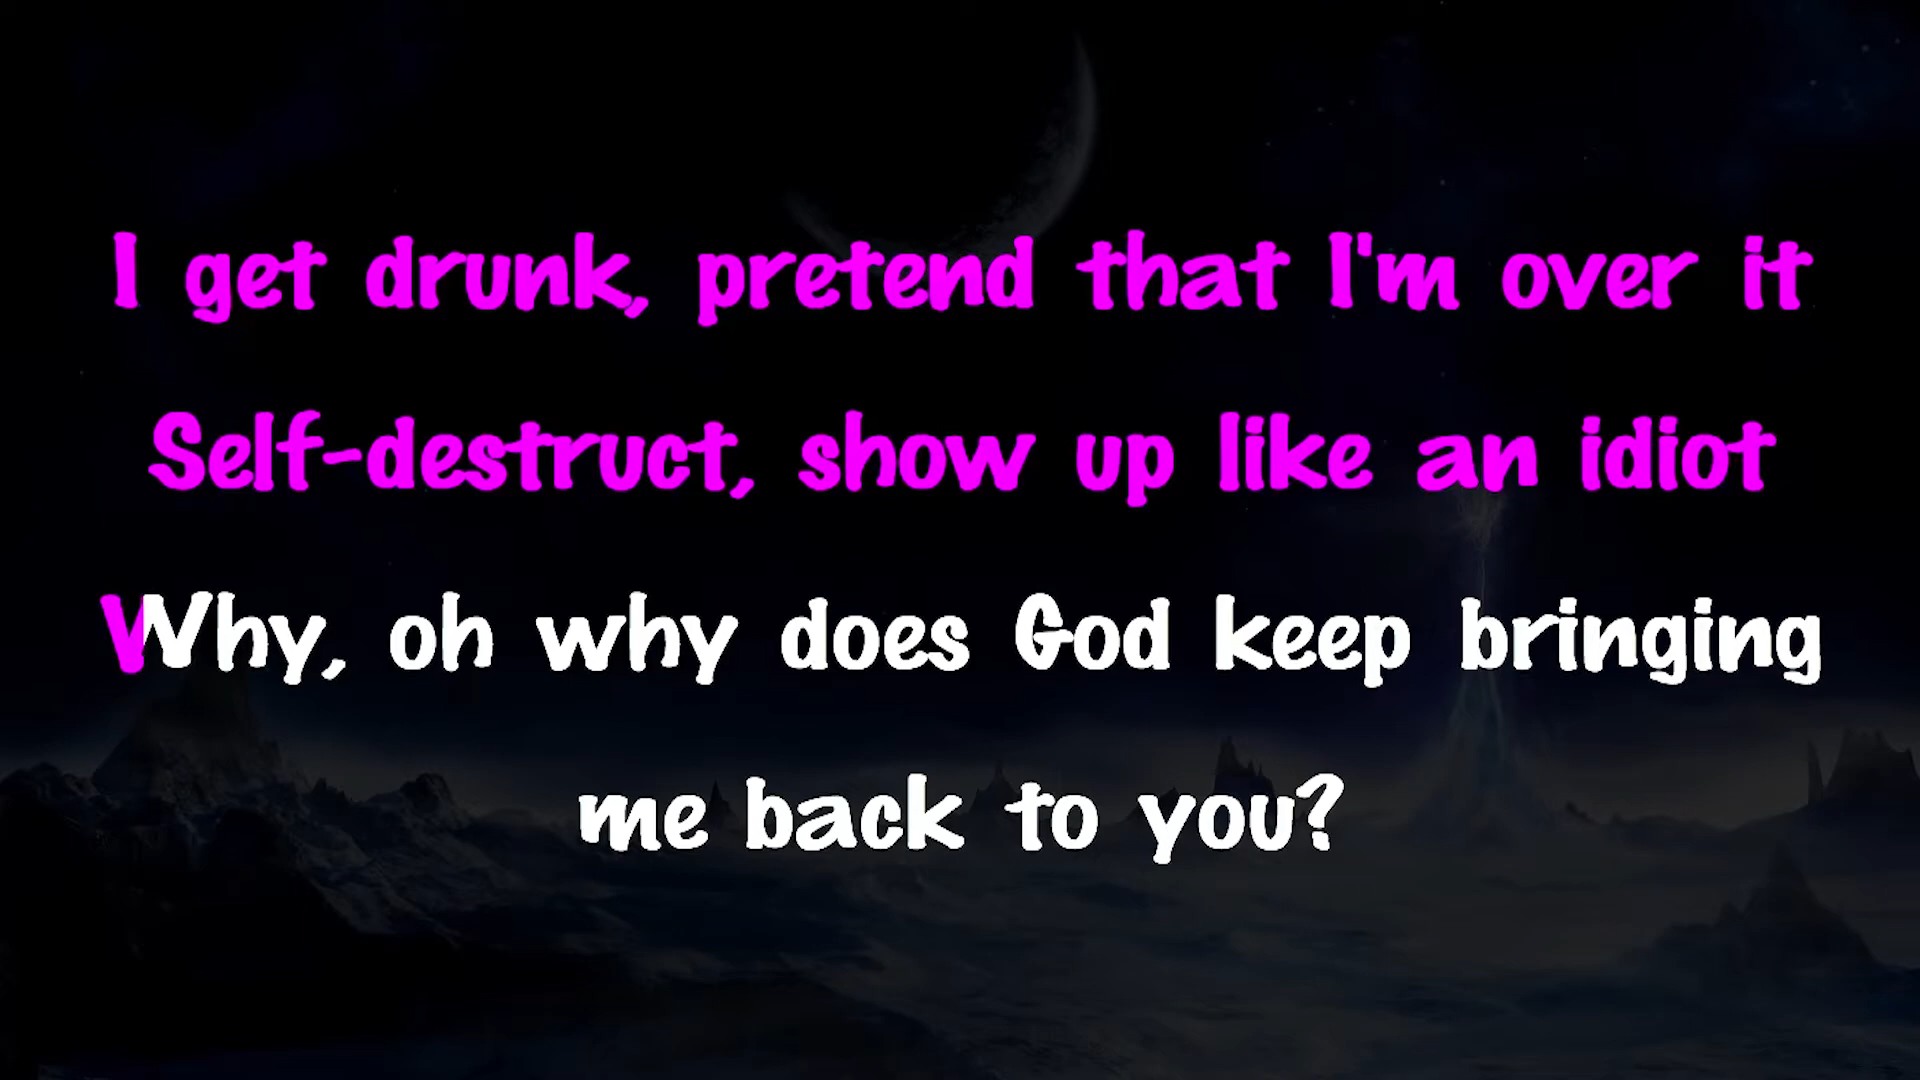 I get drunk, pretend that I'm over it
Self-destruct, show up like an idiot
Why, oh why does God keep bringing
me back to you?